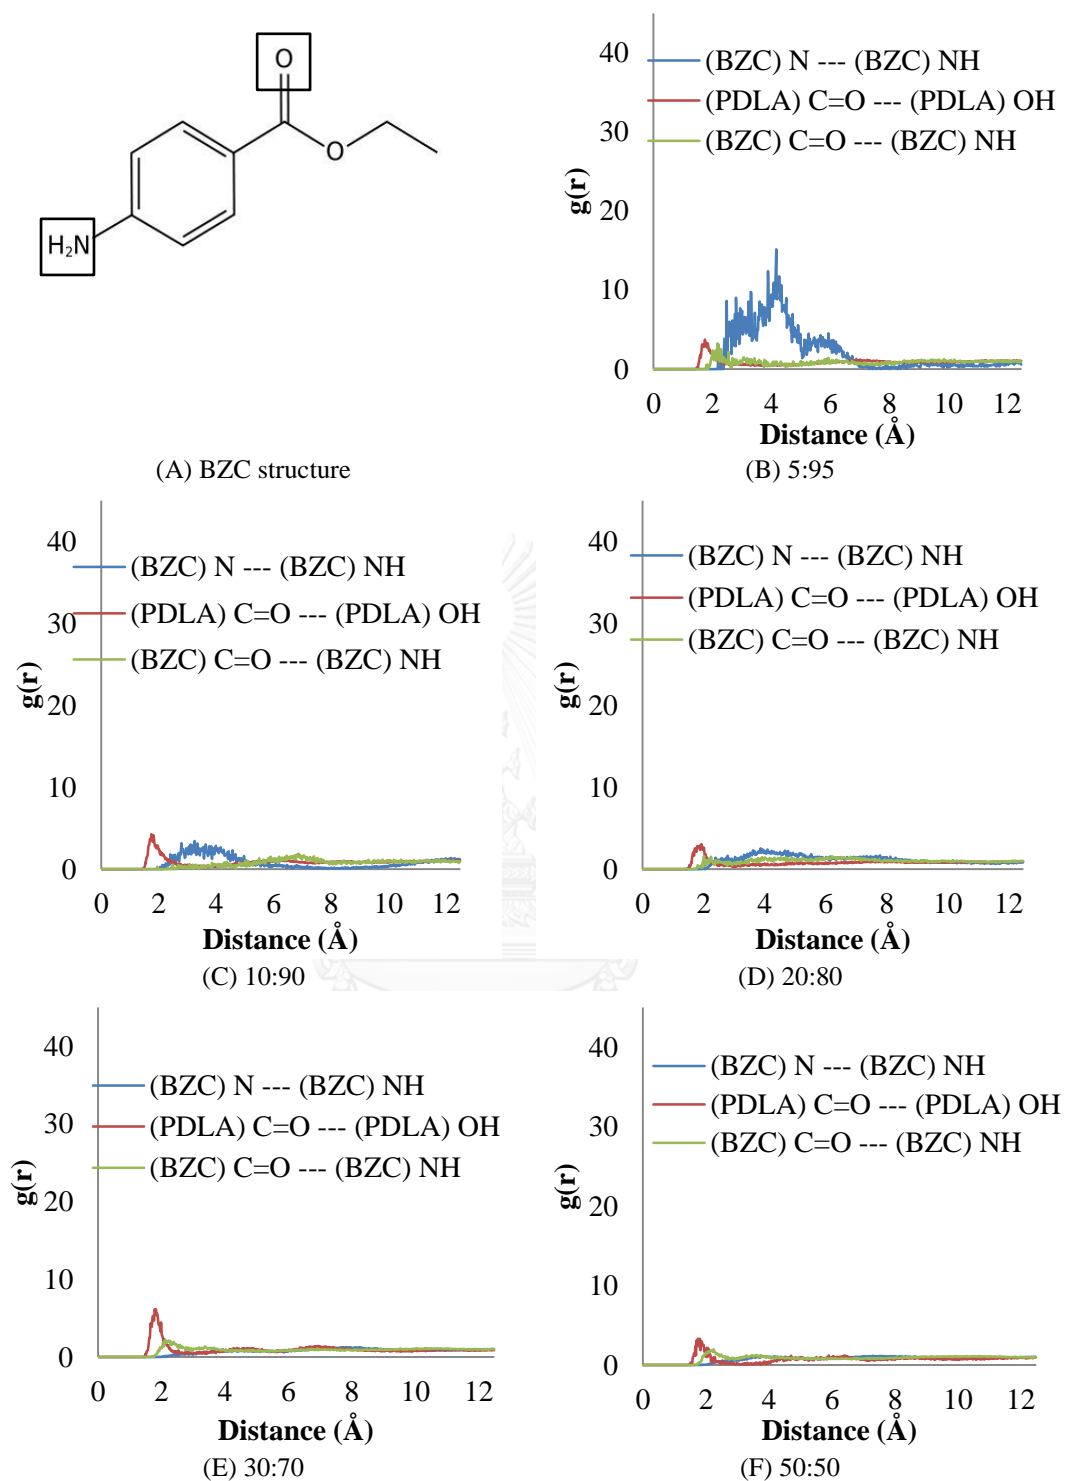 O
O
H₂N
(A) BZC structure
40
30
20
10
0
g(r)
(BZC) N --- (BZC) NH
(PDLA) C=O --- (PDLA) OH
(BZC) C=O --- (BZC) NH
0 2 4 6 8 10 12
Distance (Å)
(B) 5:95
40
30
20
10
0
g(r)
(BZC) N --- (BZC) NH
(PDLA) C=O --- (PDLA) OH
(BZC) C=O --- (BZC) NH
0 2 4 6 8 10 12
Distance (Å)
(C) 10:90
40
30
20
10
0
g(r)
(BZC) N --- (BZC) NH
(PDLA) C=O --- (PDLA) OH
(BZC) C=O --- (BZC) NH
0 2 4 6 8 10 12
Distance (Å)
(D) 20:80
40
30
20
10
0
g(r)
(BZC) N --- (BZC) NH
(PDLA) C=O --- (PDLA) OH
(BZC) C=O --- (BZC) NH
0 2 4 6 8 10 12
Distance (Å)
(E) 30:70
40
30
20
10
0
g(r)
(BZC) N --- (BZC) NH
(PDLA) C=O --- (PDLA) OH
(BZC) C=O --- (BZC) NH
0 2 4 6 8 10 12
Distance (Å)
(F) 50:50